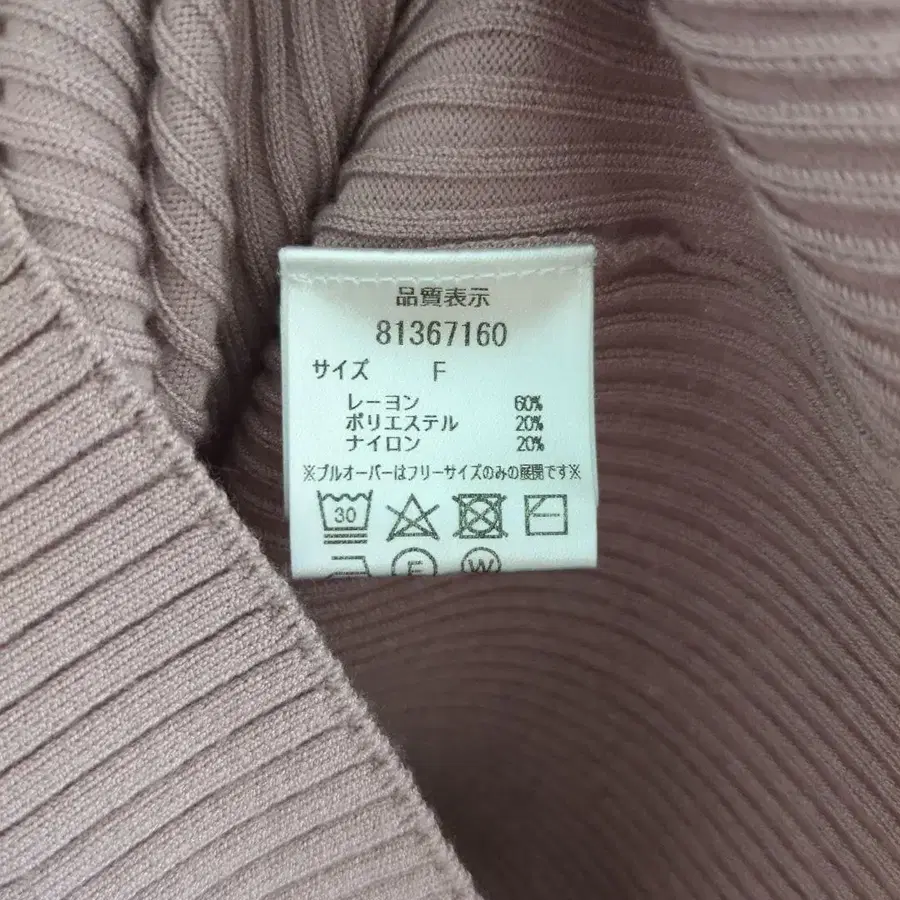 品質表示
81367160
サイズ F
レーヨン 60%
ポリエステル 20%
ナイロン 20%
※プルオーバーはフリーサイズのみの展開です※
30
F W